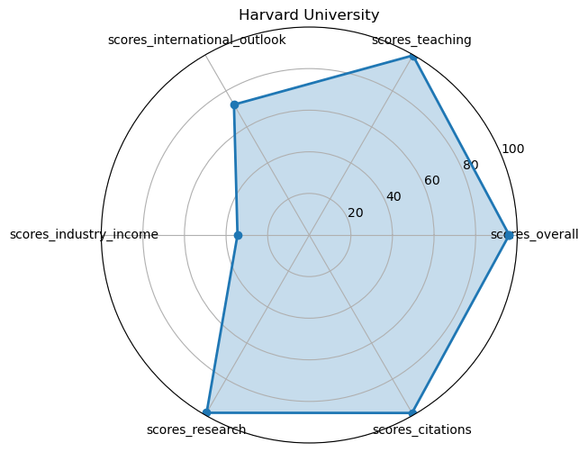 Harvard University
scores_international_outlook
scores_teaching
100
80
60
40
20
scores_industry_income
scores_overall
scores_research
scores_citations